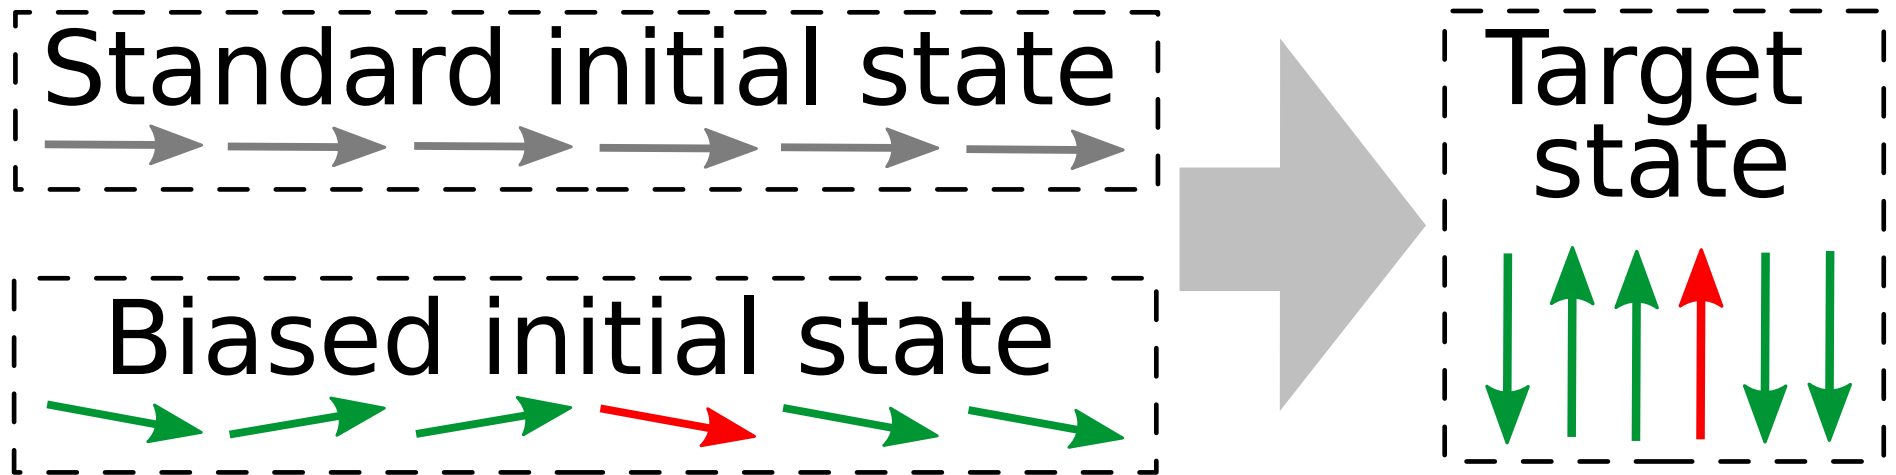 Standard initial state
Biased initial state
Target
state